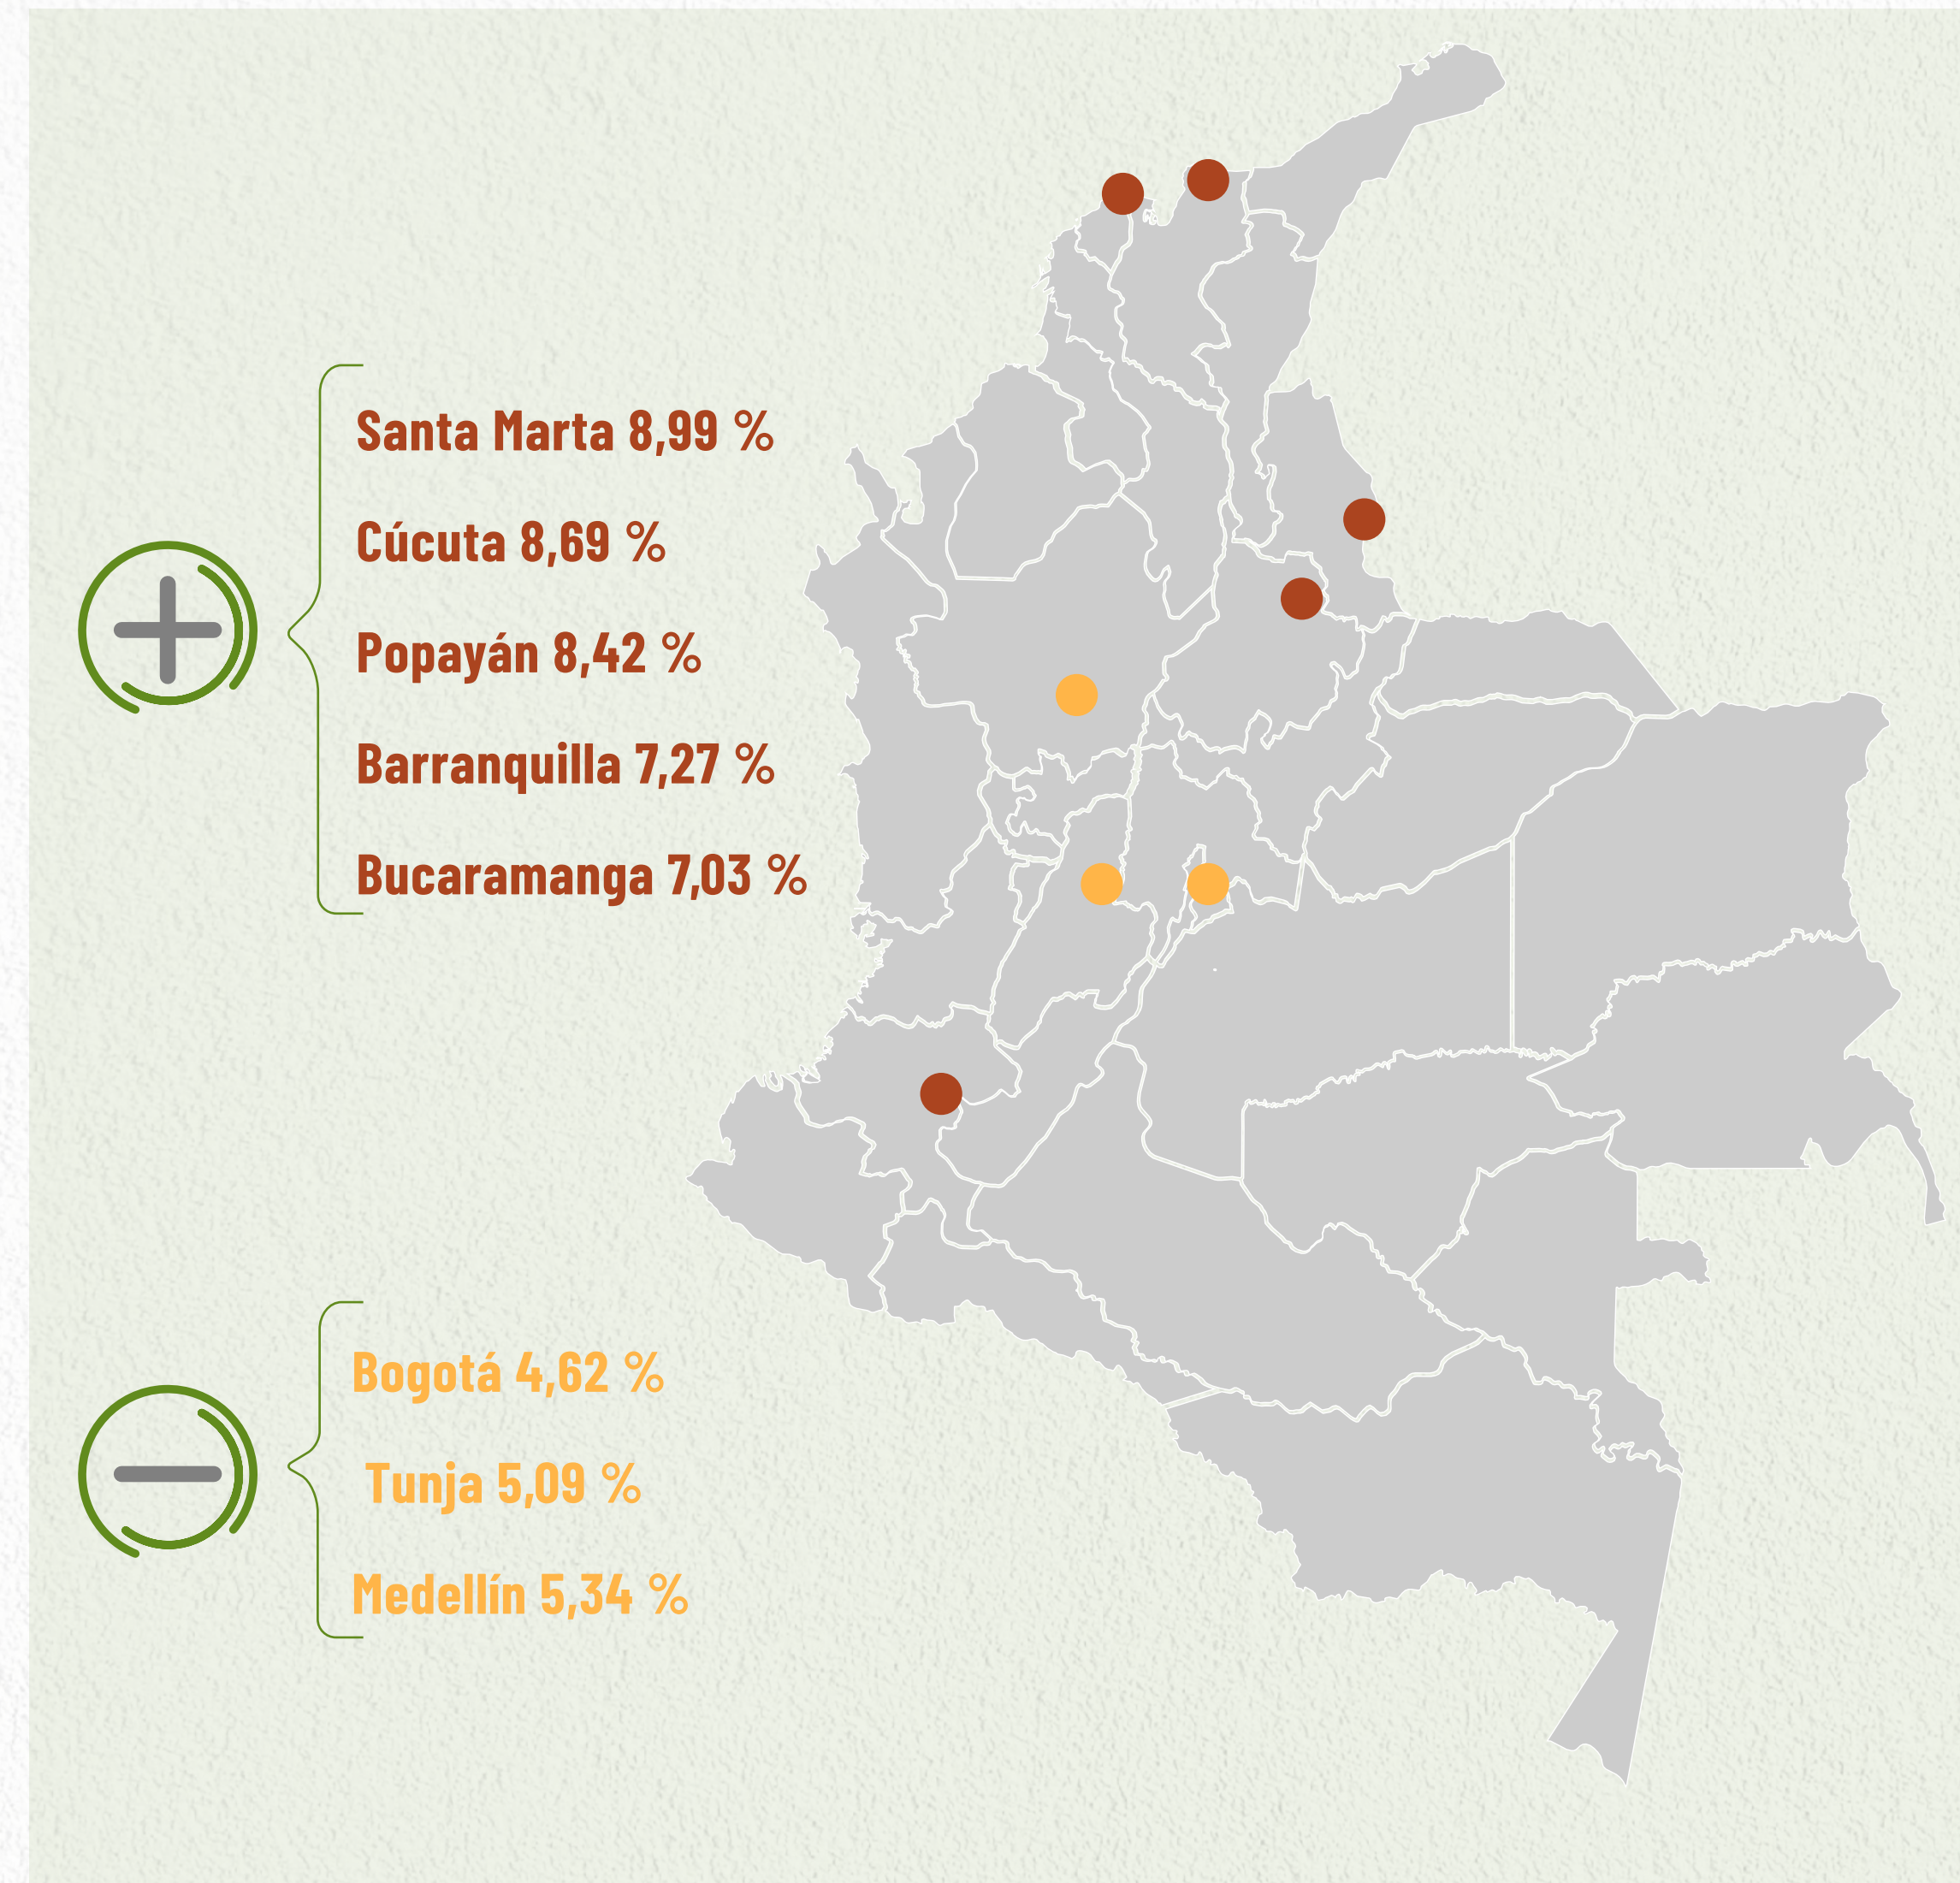 Santa Marta 8,99 %
Cúcuta 8,69 %
Popayán 8,42 %
Barranquilla 7,27 %
Bucaramanga 7,03 %
Bogotá 4,62 %
Tunja 5,09 %
Medellín 5,34 %